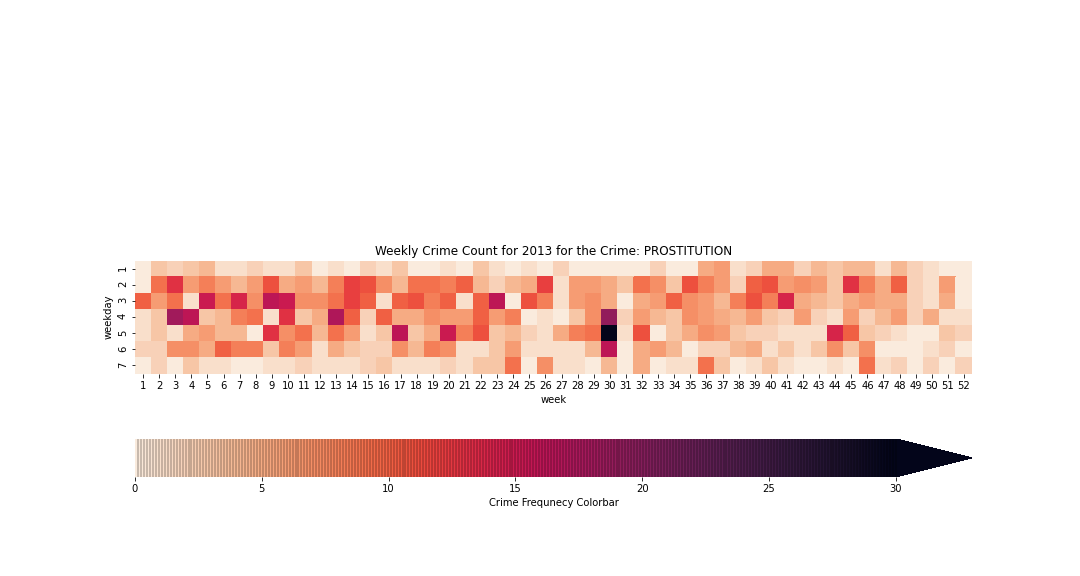 Weekly Crime Count for 2013 for the Crime: PROSTITUTION
weekday
1
2
3
4
5
6
7
1 2 3 4 5 6 7 8 9 10 11 12 13 14 15 16 17 18 19 20 21 22 23 24 25 26 27 28 29 30 31 32 33 34 35 36 37 38 39 40 41 42 43 44 45 46 47 48 49 50 51 52
week
0 5 10 15 20 25 30
Crime Frequnecy Colorbar